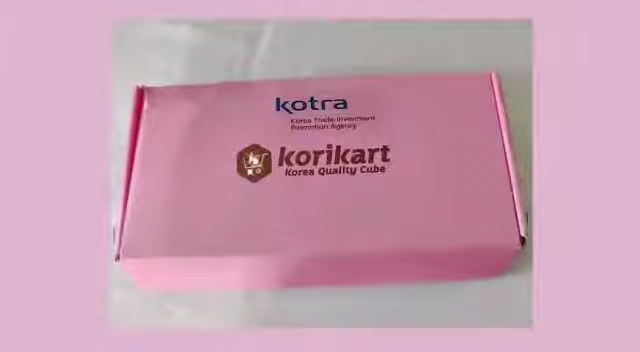 kotra
Korea Trade-Investment
Promotion Agency
korikart
Korea Quality Cube